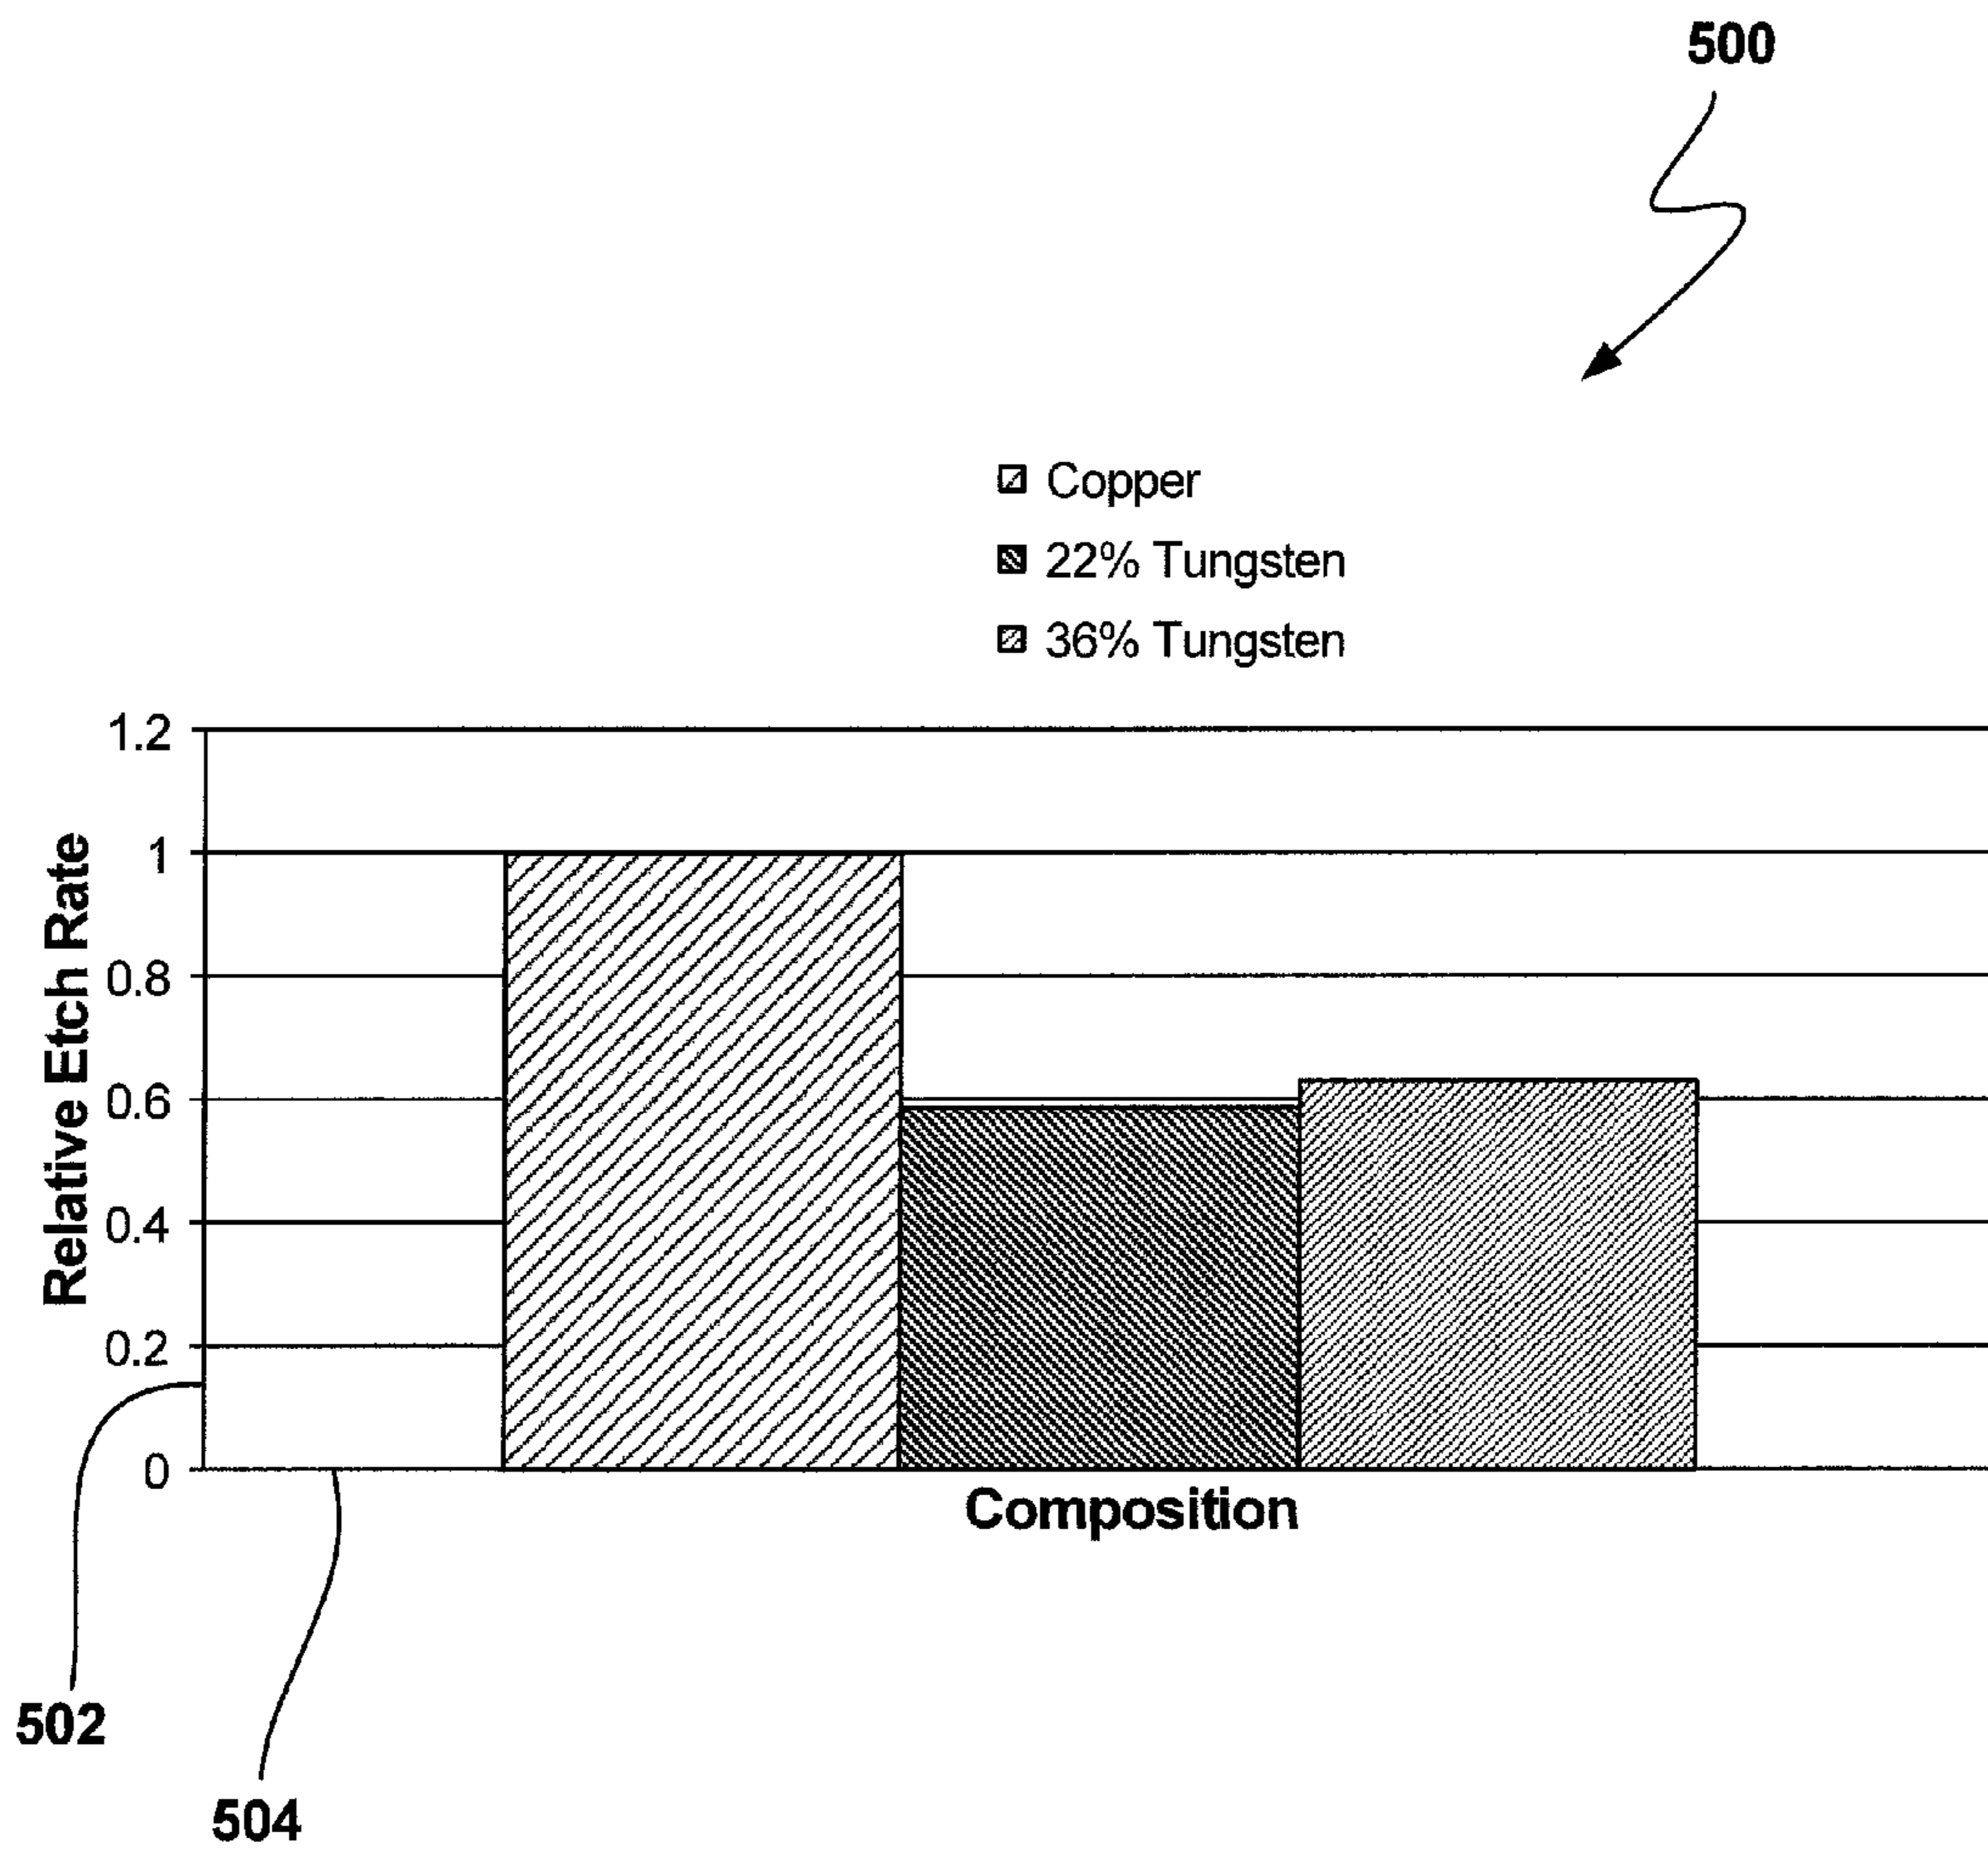 500
Copper
22% Tungsten
36% Tungsten
1.2
1
0.8
0.6
0.4
0.2
0
Relative Etch Rate
Composition
502
504